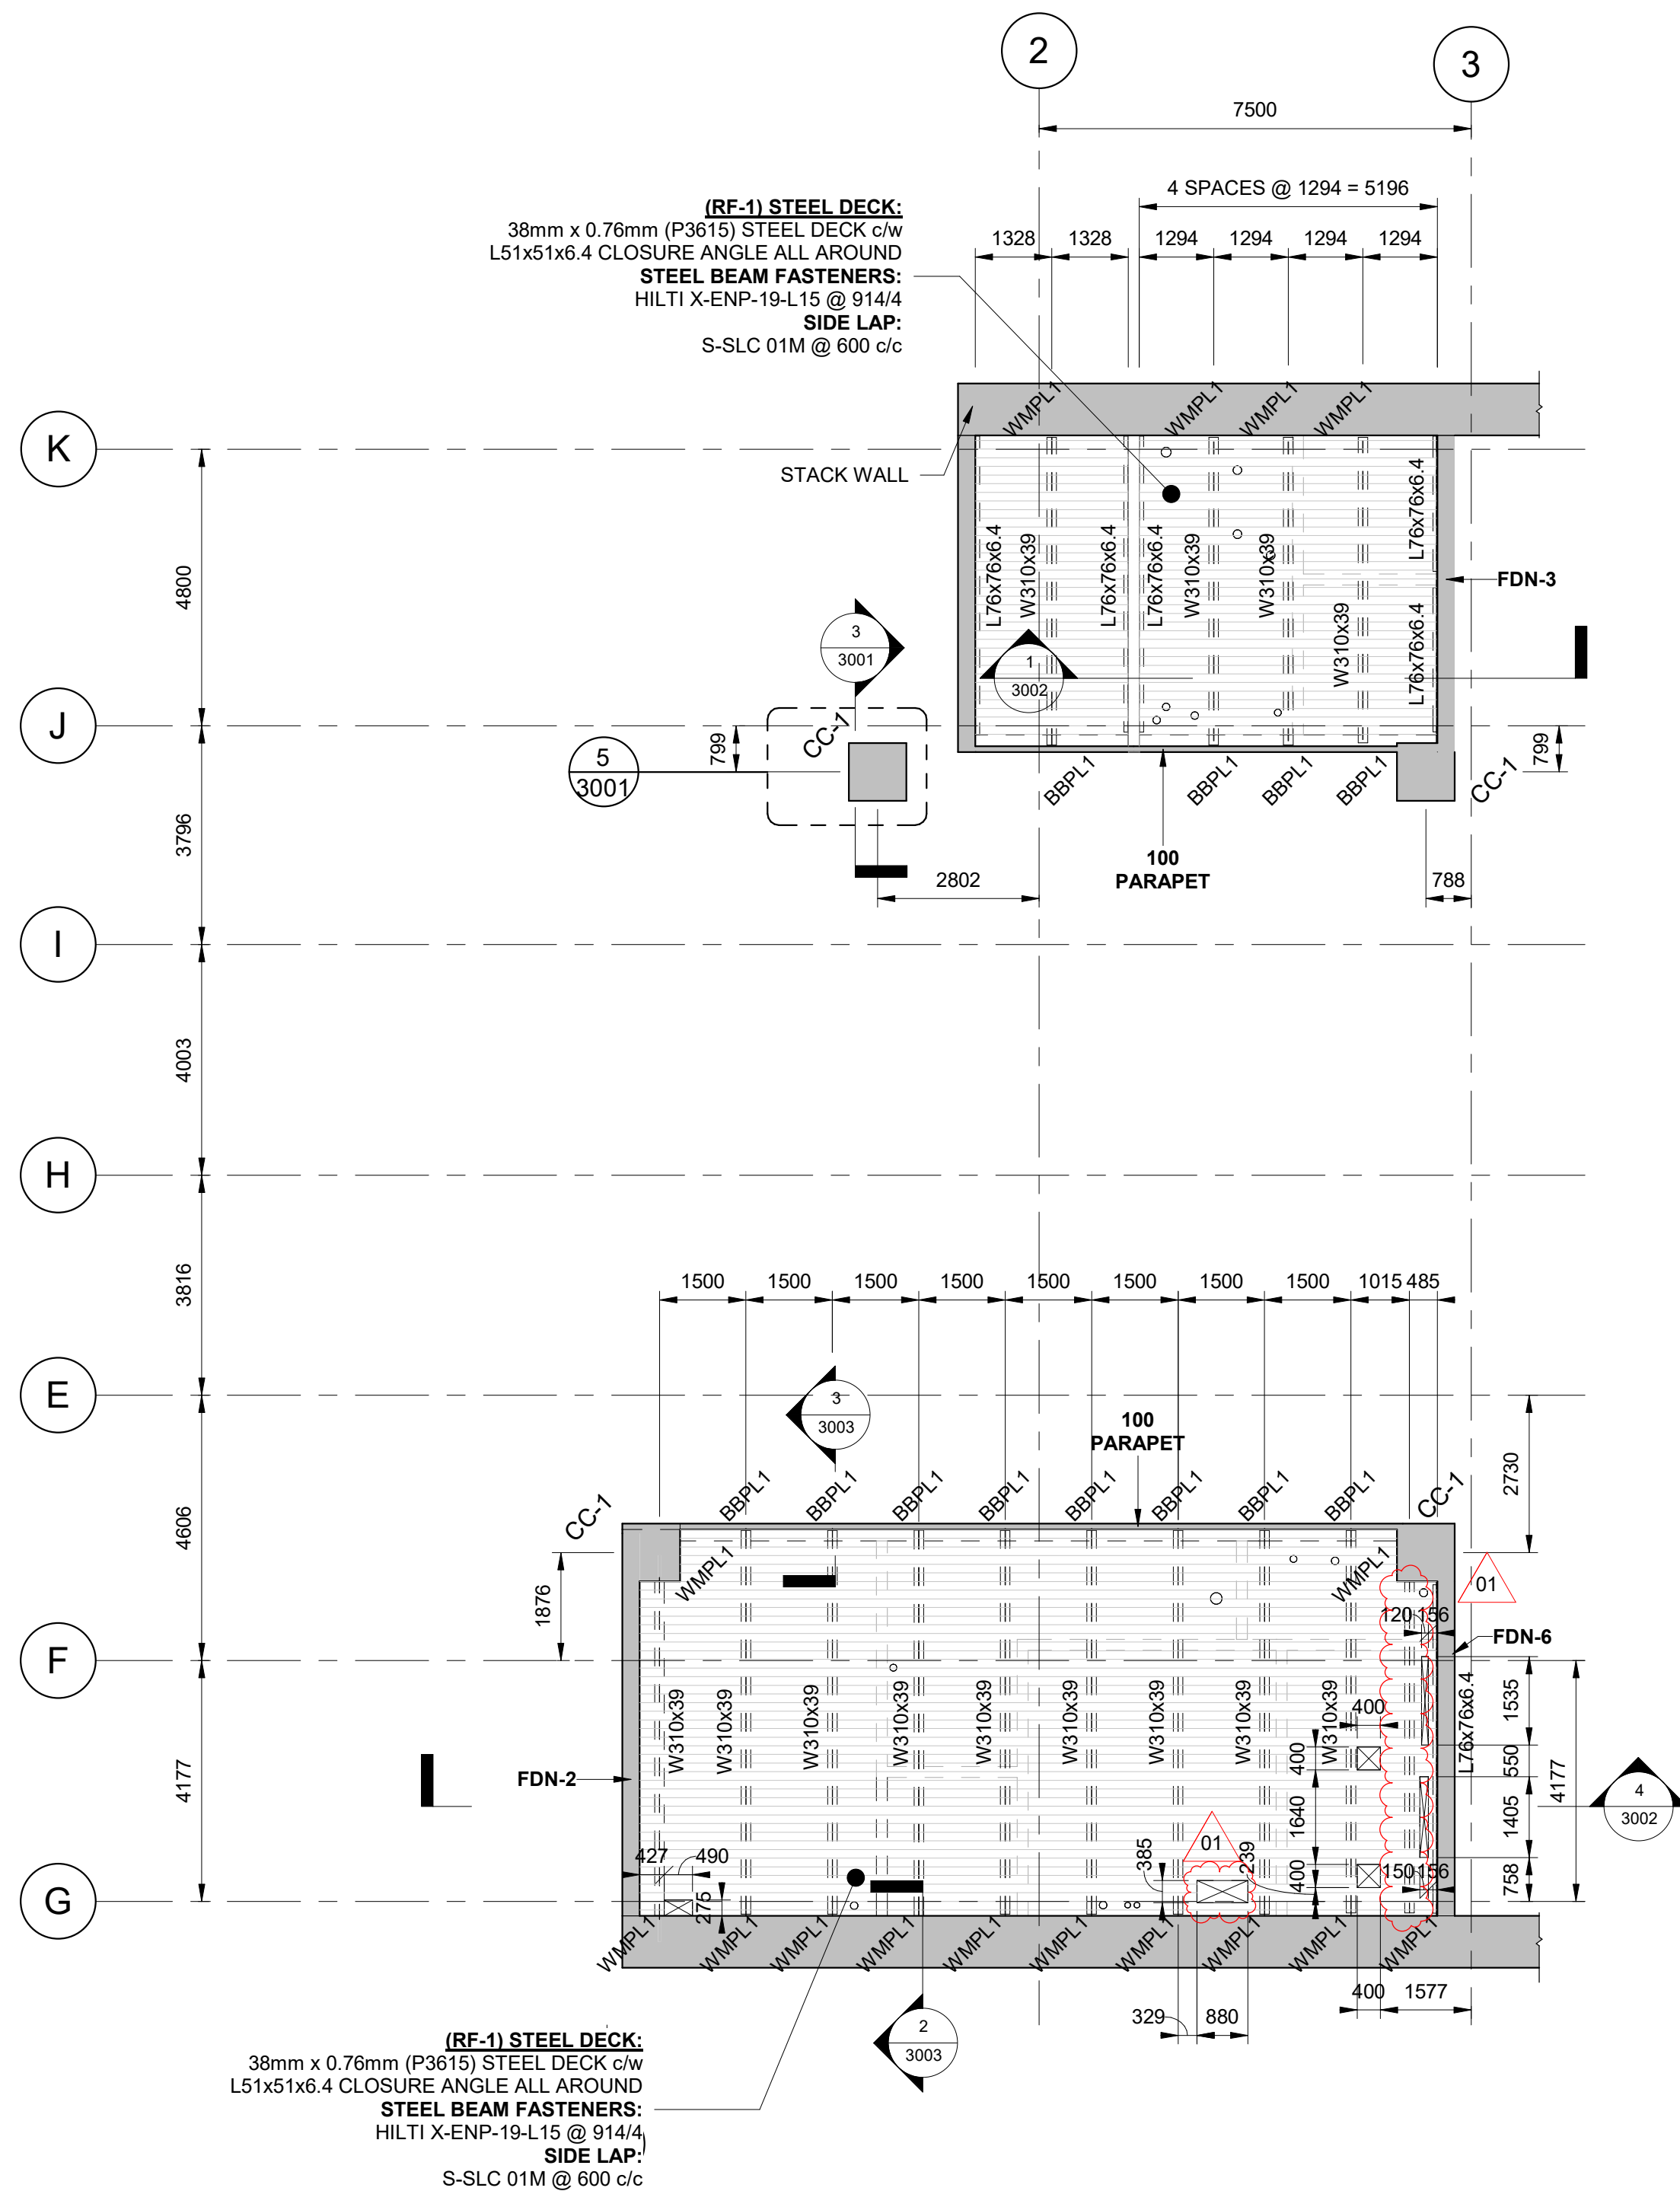 2
3
7500
4 SPACES @ 1294 = 5196
1328
1328
1294
1294
1294
1294
(RF-1) STEEL DECK:
38mm x 0.76mm (P3615) STEEL DECK c/w
L51x51x6.4 CLOSURE ANGLE ALL AROUND
STEEL BEAM FASTENERS:
HILTI X-ENP-19-L15 @ 914/4
SIDE LAP:
S-SLC 01M @ 600 c/c
WMPL1
WMPL1
WMPL1
WMPL1
K
STACK WALL
L76x76x6.4
W310x39
L76x76x6.4
L76x76x6.4
W310x39
W310x39
W310x39
L76x76x6.4
L76x76x6.4
FDN-3
4800
3
3001
1
3002
J
CC-1
799
5
3001
BBPL1
BBPL1
BBPL1
BBPL1
CC-1
799
3796
100
PARAPET
2802
788
I
4003
H
3816
1500
1500
1500
1500
1500
1500
1500
1500
1015
485
E
3
3003
100
PARAPET
2730
4606
CC-1
BBPL1
BBPL1
BBPL1
BBPL1
BBPL1
BBPL1
BBPL1
BBPL1
CC-1
1876
WMPL1
WMPL1
01
120
156
FDN-6
F
W310x39
W310x39
W310x39
W310x39
W310x39
W310x39
W310x39
W310x39
W310x39
L76x76x6.4
400
400
1535
550
4177
4177
FDN-2
1640
1405
4
3002
01
427
490
385
239
400
150
156
758
275
G
WMPL1
WMPL1
WMPL1
WMPL1
WMPL1
WMPL1
WMPL1
WMPL1
WMPL1
WMPL1
400
1577
329
880
2
3003
(RF-1) STEEL DECK:
38mm x 0.76mm (P3615) STEEL DECK c/w
L51x51x6.4 CLOSURE ANGLE ALL AROUND
STEEL BEAM FASTENERS:
HILTI X-ENP-19-L15 @ 914/4
SIDE LAP:
S-SLC 01M @ 600 c/c